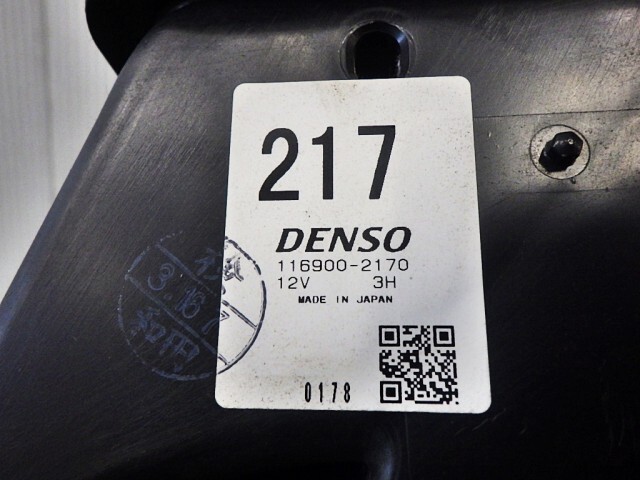 217
DENSO
116900-2170
12V 3H
MADE IN JAPAN
0178